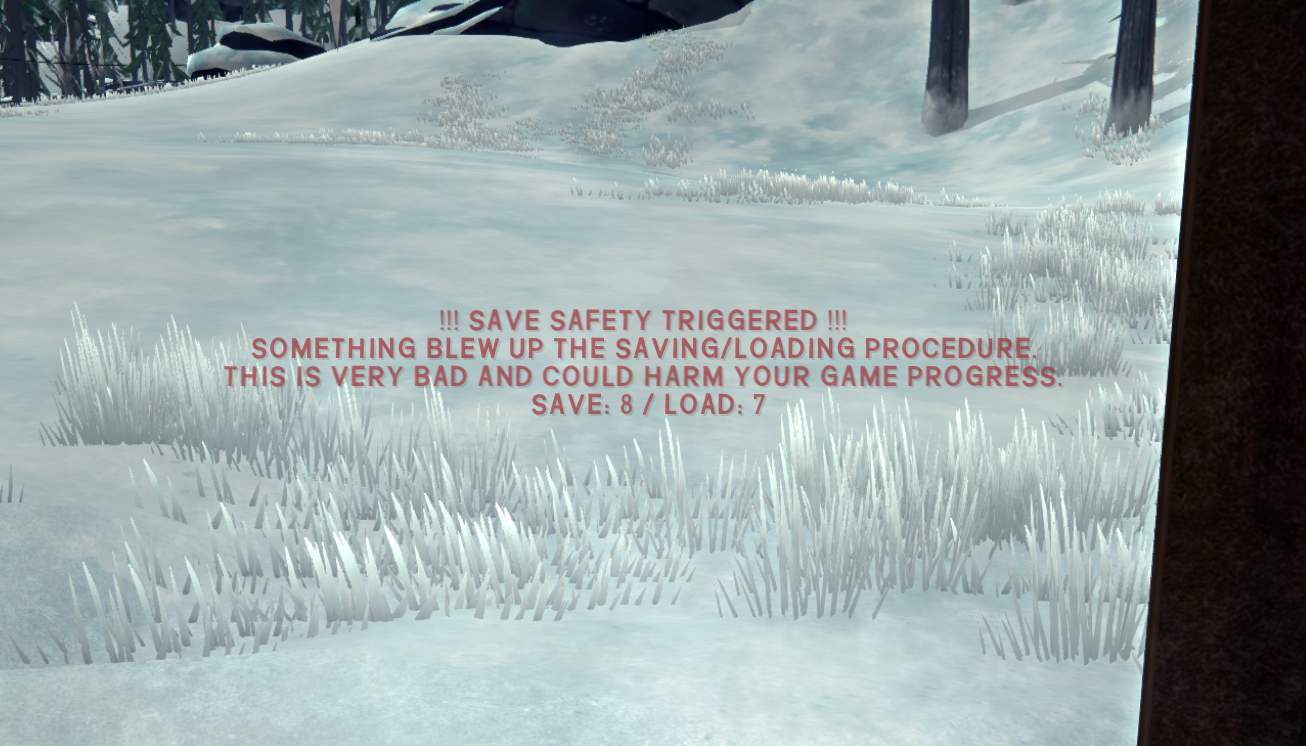 !!! SAVE SAFETY TRIGGERED !!!
SOMETHING BLEW UP THE SAVING/LOADING PROCEDURE.
THIS IS VERY BAD AND COULD HARM YOUR GAME PROGRESS.
SAVE: 8 / LOAD: 7